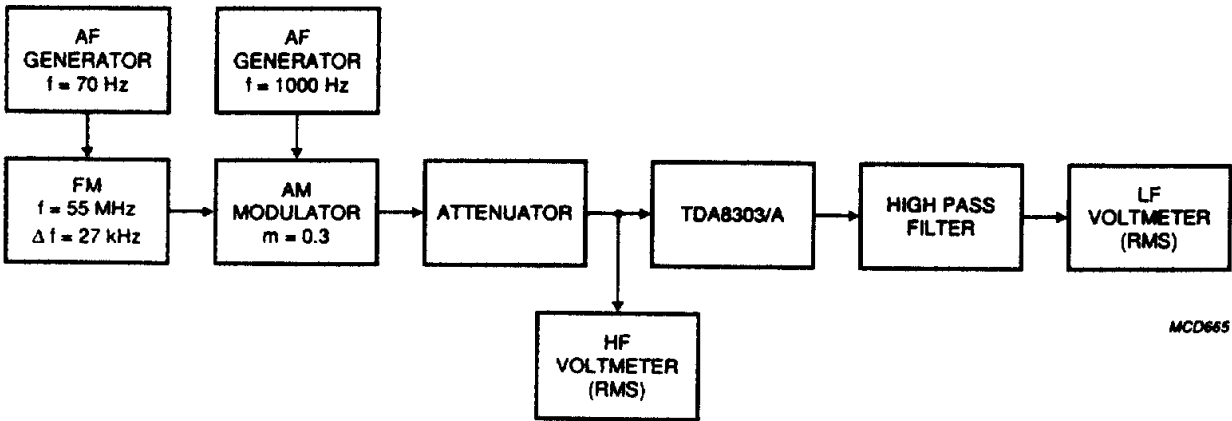 AF
GENERATOR
f = 70 Hz
AF
GENERATOR
f = 1000 Hz
FM
f = 55 MHz
Δ f = 27 kHz
AM
MODULATOR
m = 0.3
ATTENUATOR
TDA8303/A
HIGH PASS
FILTER
LF
VOLTMETER
(RMS)
HF
VOLTMETER
(RMS)
MCD665